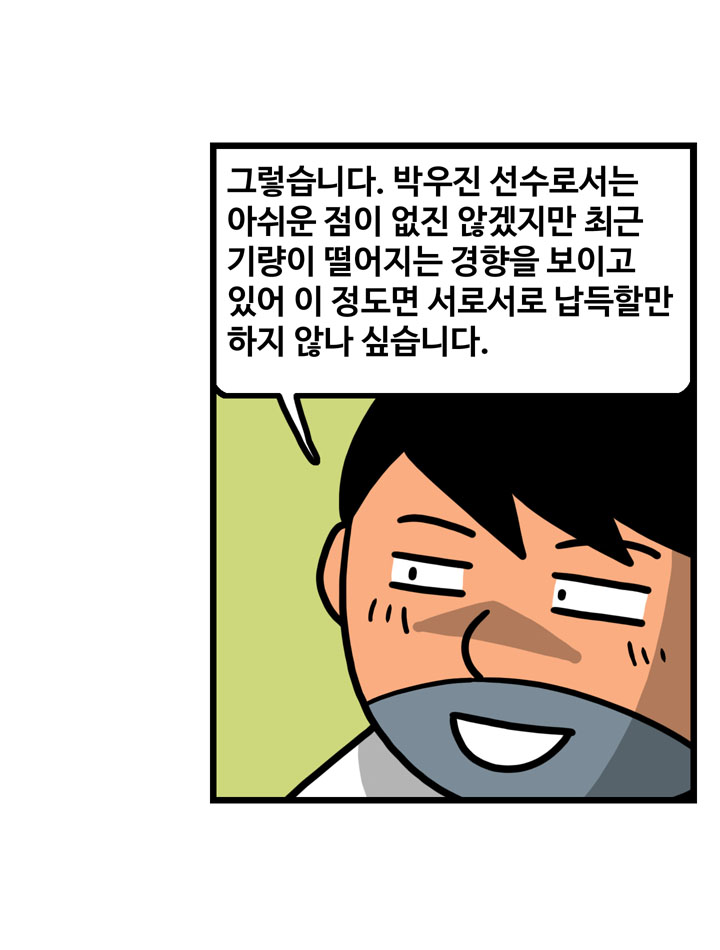 그렇습니다. 박우진 선수로서는
아쉬운 점이 없진 않겠지만 최근
기량이 떨어지는 경향을 보이고
있어 이 정도면 서로서로 납득할만
하지 않나 싶습니다.